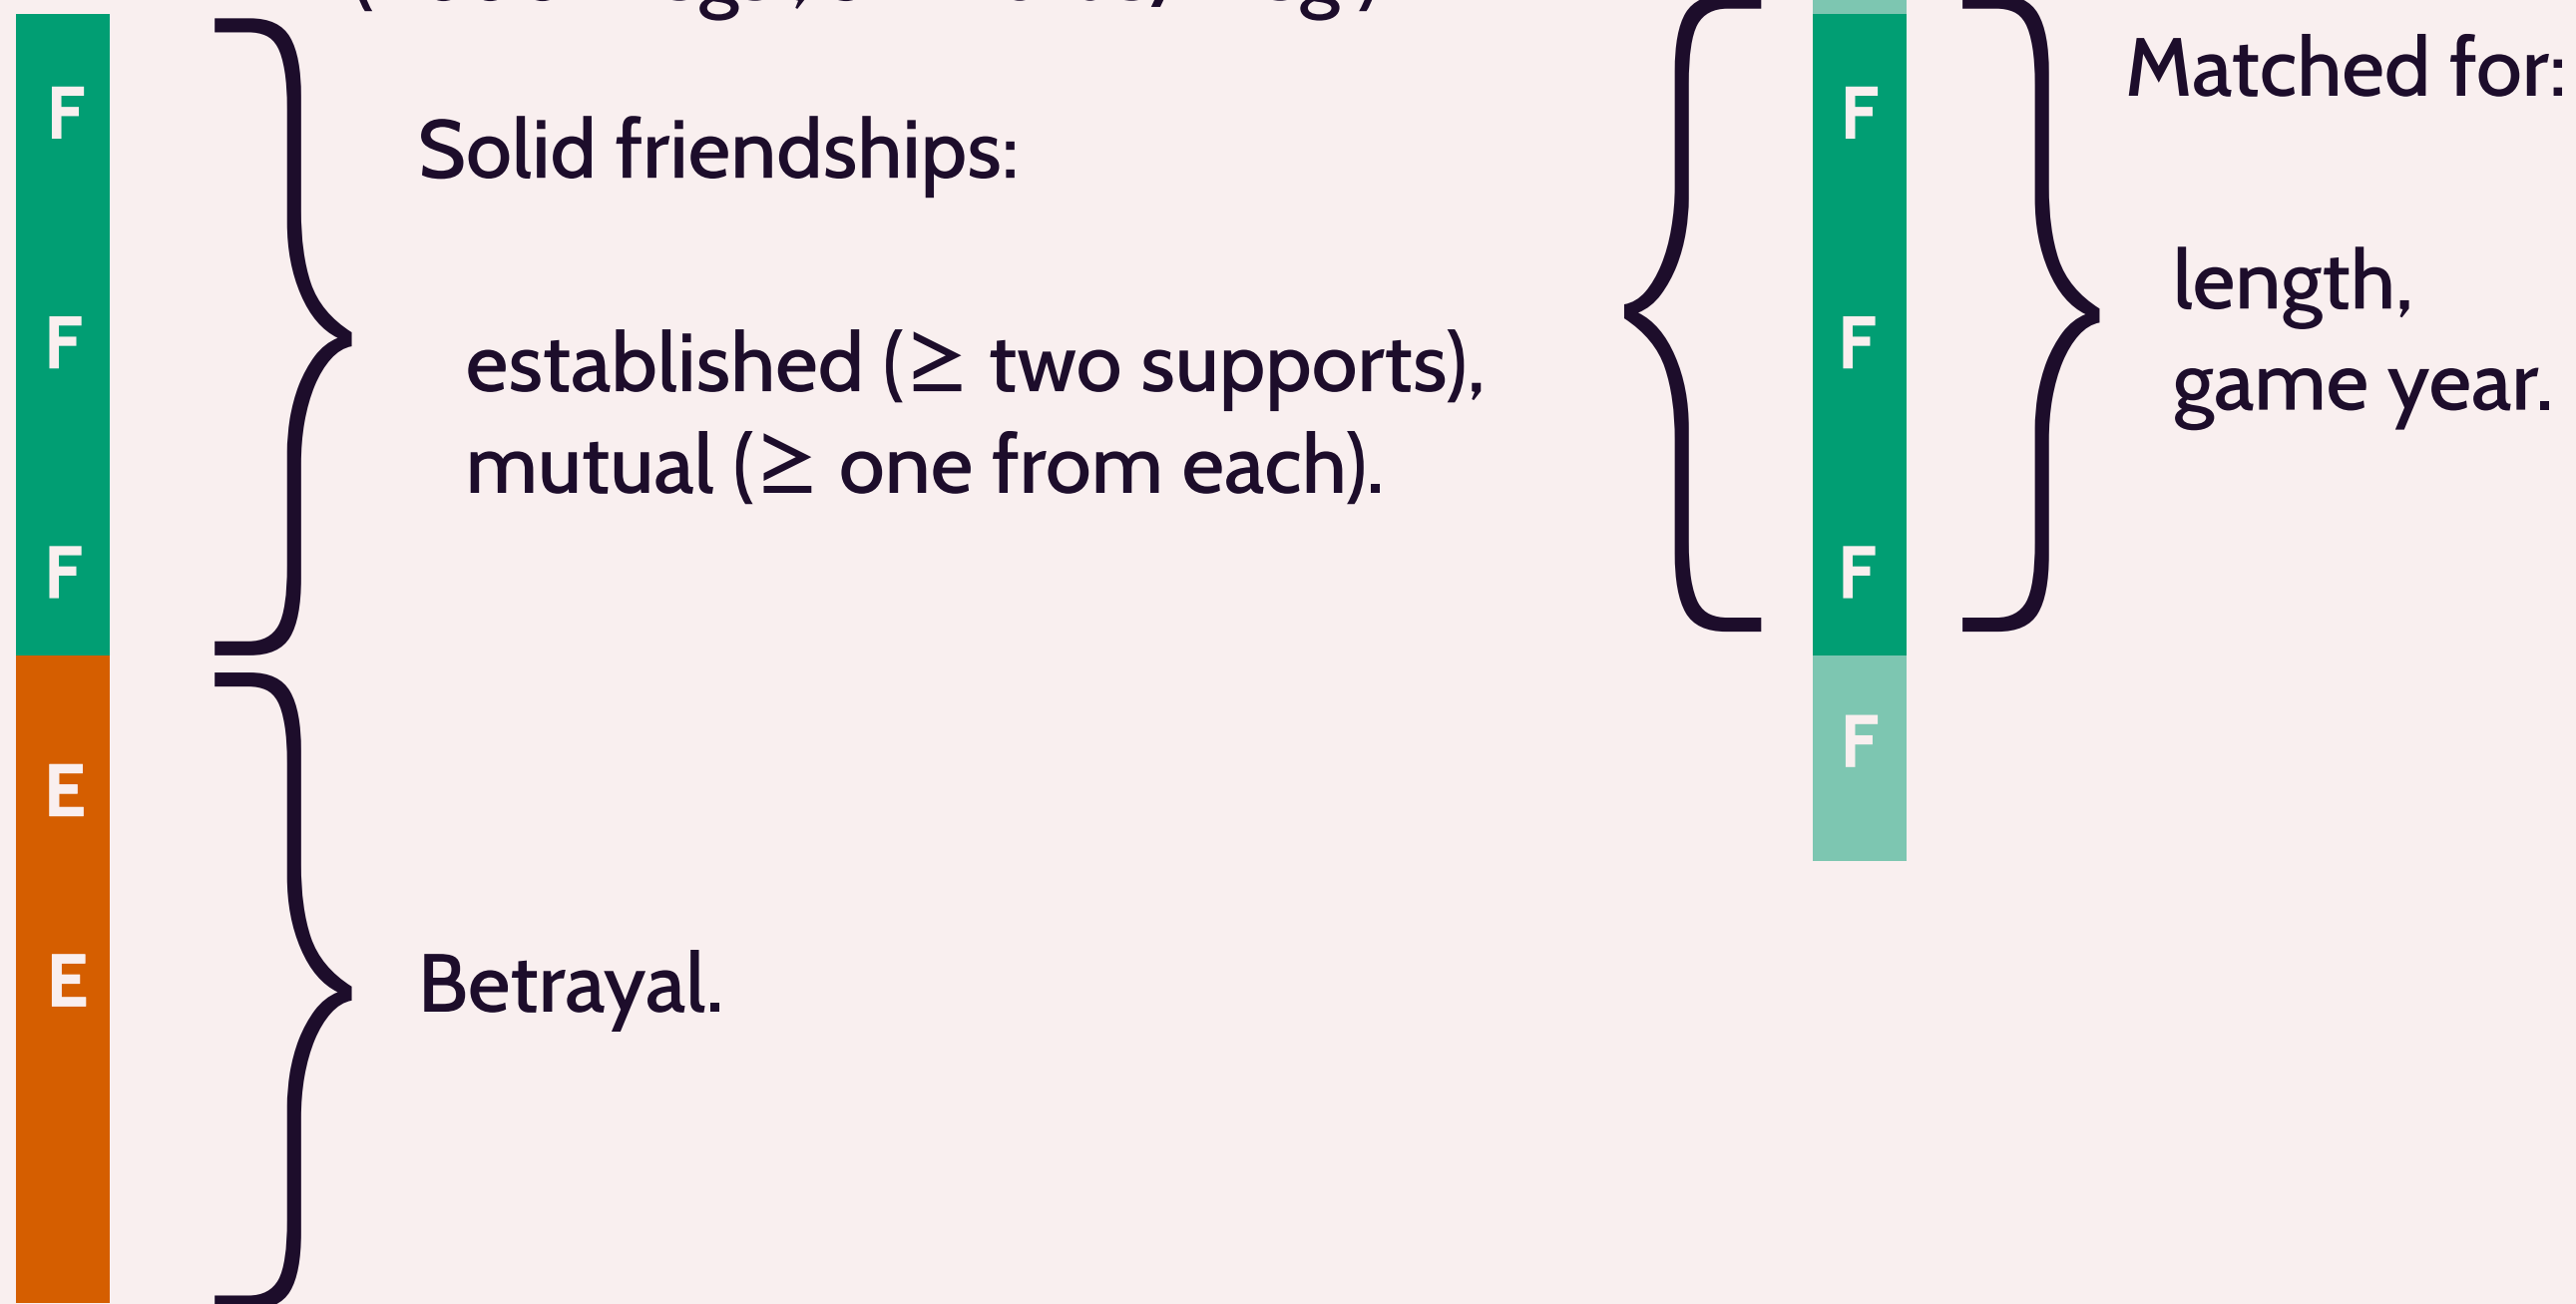 F
F
F
E
E
Solid friendships:
established (≥ two supports),
mutual (≥ one from each).
Betrayal.
F
F
F
F
Matched for:
length,
game year.